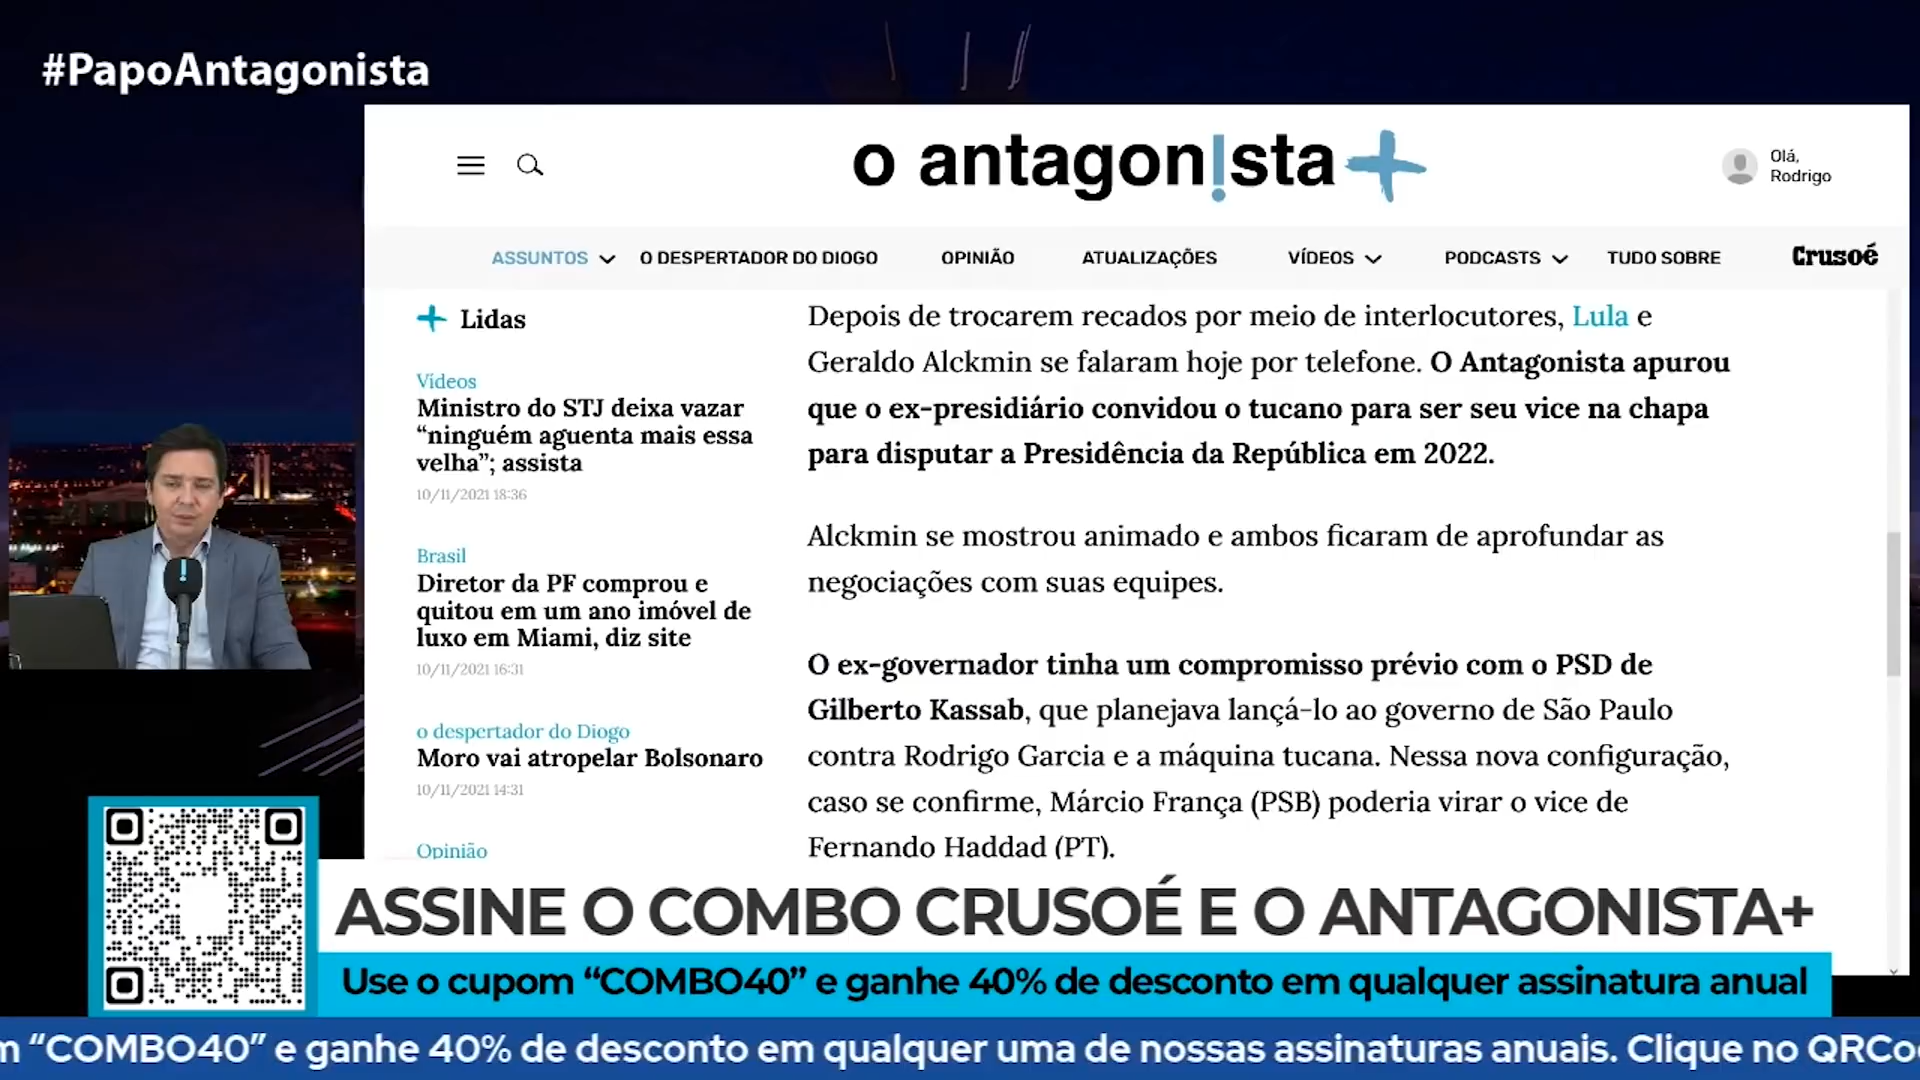 #PapoAntagonista
o antagon!sta+
Olá,
Rodrigo
ASSUNTOS
O DESPERTADOR DO DIOGO
OPINIÃO
ATUALIZAÇÕES
VÍDEOS
PODCASTS
TUDO SOBRE
Crusoé
+ Lidas
Vídeos
Ministro do STJ deixa vazar
“ninguém aguenta mais essa
velha”; assista
10/11/2021 18:36
Brasil
Diretor da PF comprou e
quitou em um ano imóvel de
luxo em Miami, diz site
10/11/2021 16:31
o despertador do Diogo
Moro vai atropelar Bolsonaro
10/11/2021 14:31
Opinião
Depois de trocarem recados por meio de interlocutores, Lula e
Geraldo Alckmin se falaram hoje por telefone. O Antagonista apurou
que o ex-presidiário convidou o tucano para ser seu vice na chapa
para disputar a Presidência da República em 2022.
Alckmin se mostrou animado e ambos ficaram de aprofundar as
negociações com suas equipes.
O ex-governador tinha um compromisso prévio com o PSD de
Gilberto Kassab, que planejava lançá-lo ao governo de São Paulo
contra Rodrigo Garcia e a máquina tucana. Nessa nova configuração,
caso se confirme, Márcio França (PSB) poderia virar o vice de
Fernando Haddad (PT).
ASSINE O COMBO CRUSOÉ E O ANTAGONISTA+
Use o cupom “COMBO40” e ganhe 40% de desconto em qualquer assinatura anual
m “COMBO40” e ganhe 40% de desconto em qualquer uma de nossas assinaturas anuais. Clique no QRCo